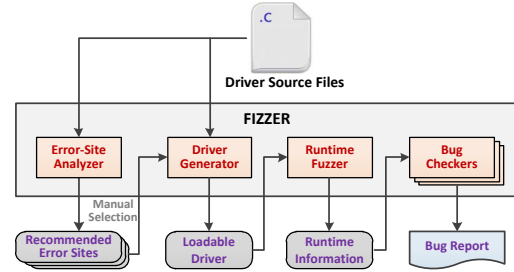 .C
Driver Source Files
FIZZER
Error-Site
Analyzer
Driver
Generator
Runtime
Fuzzer
Bug
Checkers
Manual
Selection
Recommended
Error Sites
Loadable
Driver
Runtime
Information
Bug Report